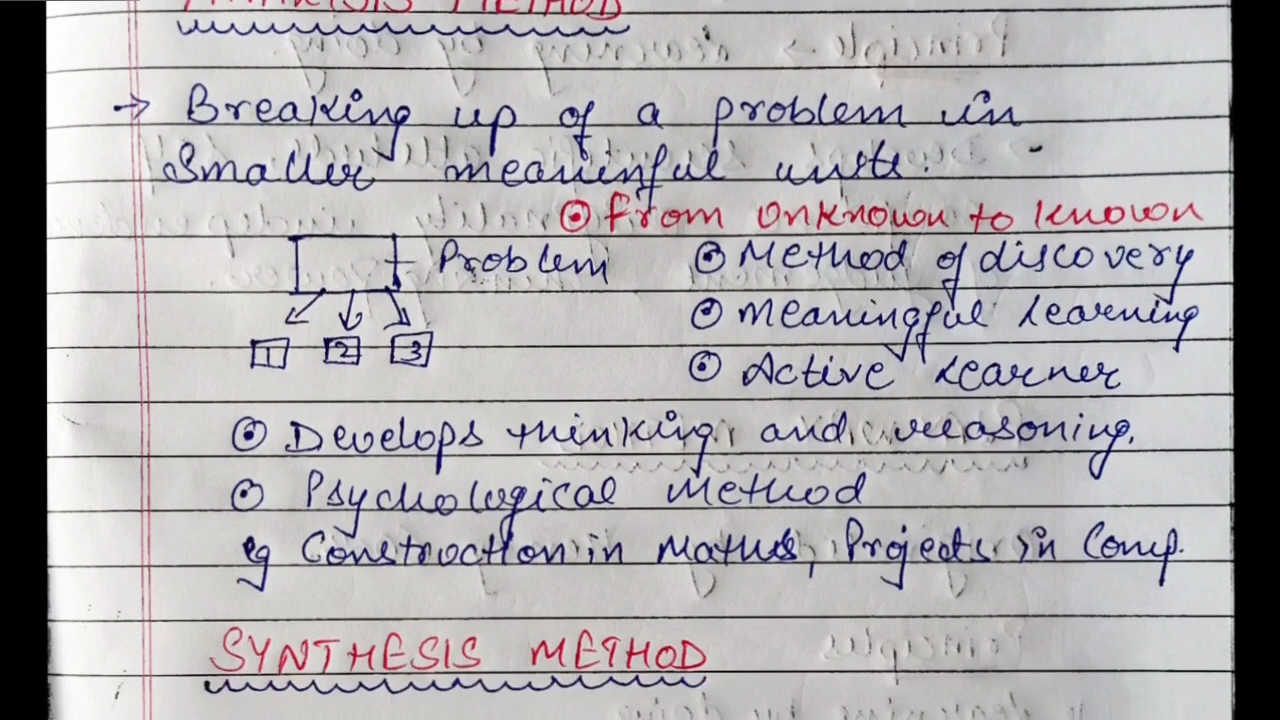 ANALYSIS METHOD
→ Breaking up of a problem in
smaller meaningful units.
⊙ From Unknown to known
Problem
⊙ Method of discovery
⊙ Meaningful learning
1 2 3
⊙ Active learner
⊙ Develops thinking and reasoning.
⊙ Psychological Method
eg Construction in Maths, Projects in Comp.
SYNTHESIS METHOD